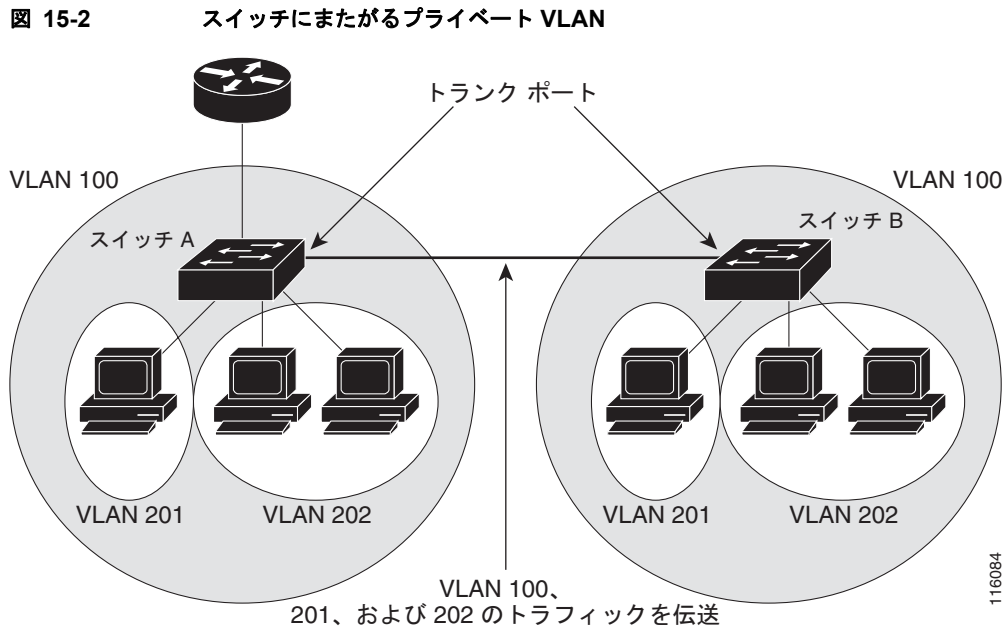 図 15-2 スイッチにまたがるプライベート VLAN
トランク ポート
VLAN 100
VLAN 100
スイッチ A
スイッチ B
VLAN 201
VLAN 202
VLAN 201
VLAN 202
VLAN 100、
201、および 202 のトラフィックを伝送
116084